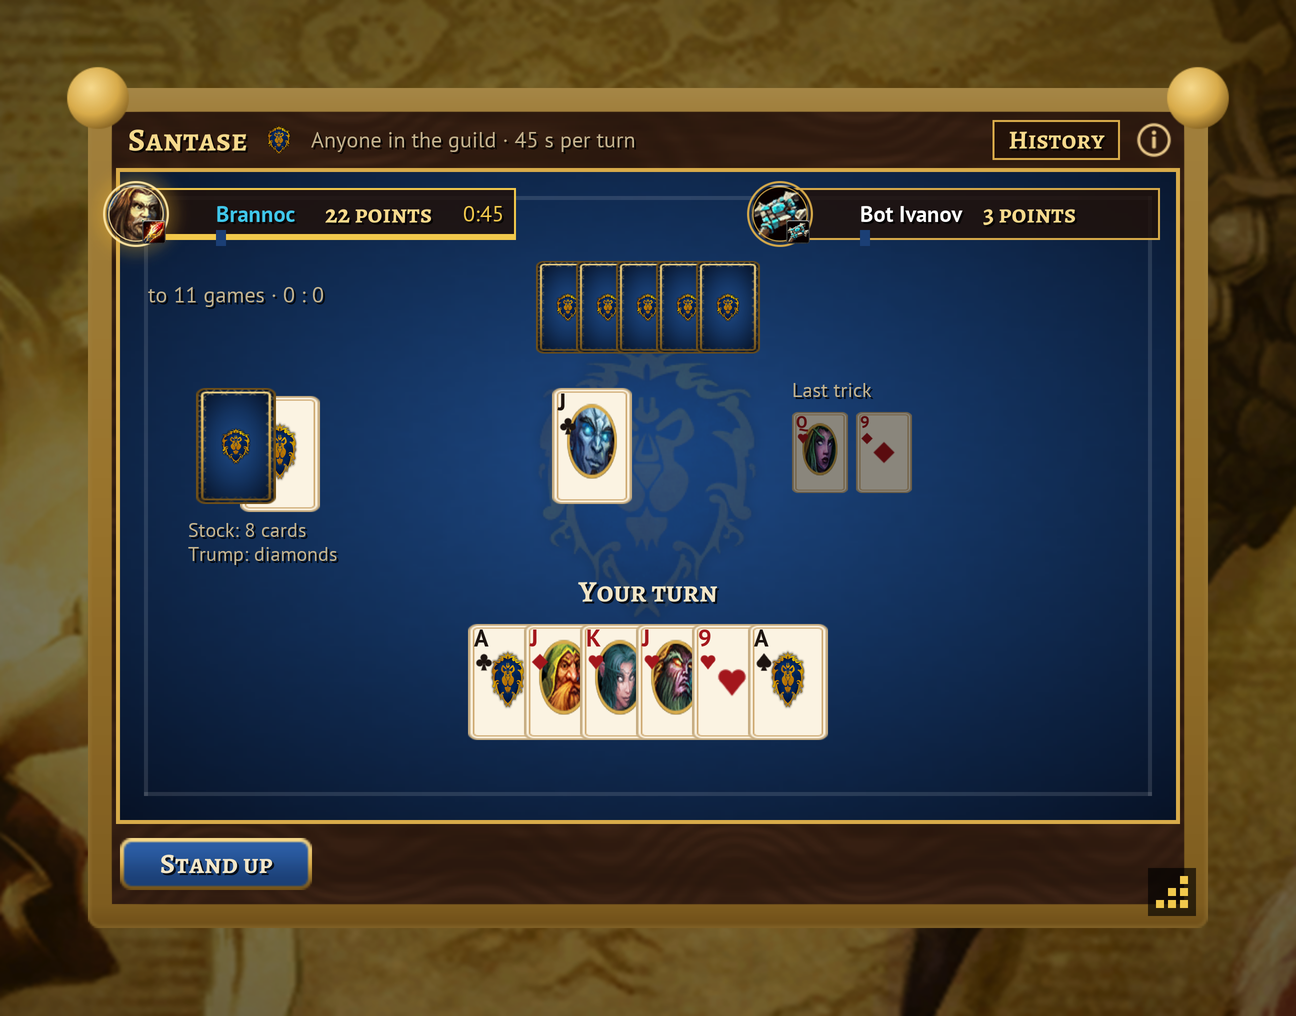 Santase
Anyone in the guild · 45 s per turn
History
Brannoc 22 points 0:45
Bot Ivanov 3 points
to 11 games · 0 : 0
Last trick
J
Q
9
Stock: 8 cards
Trump: diamonds
Your turn
A J K J 9 A
Stand up